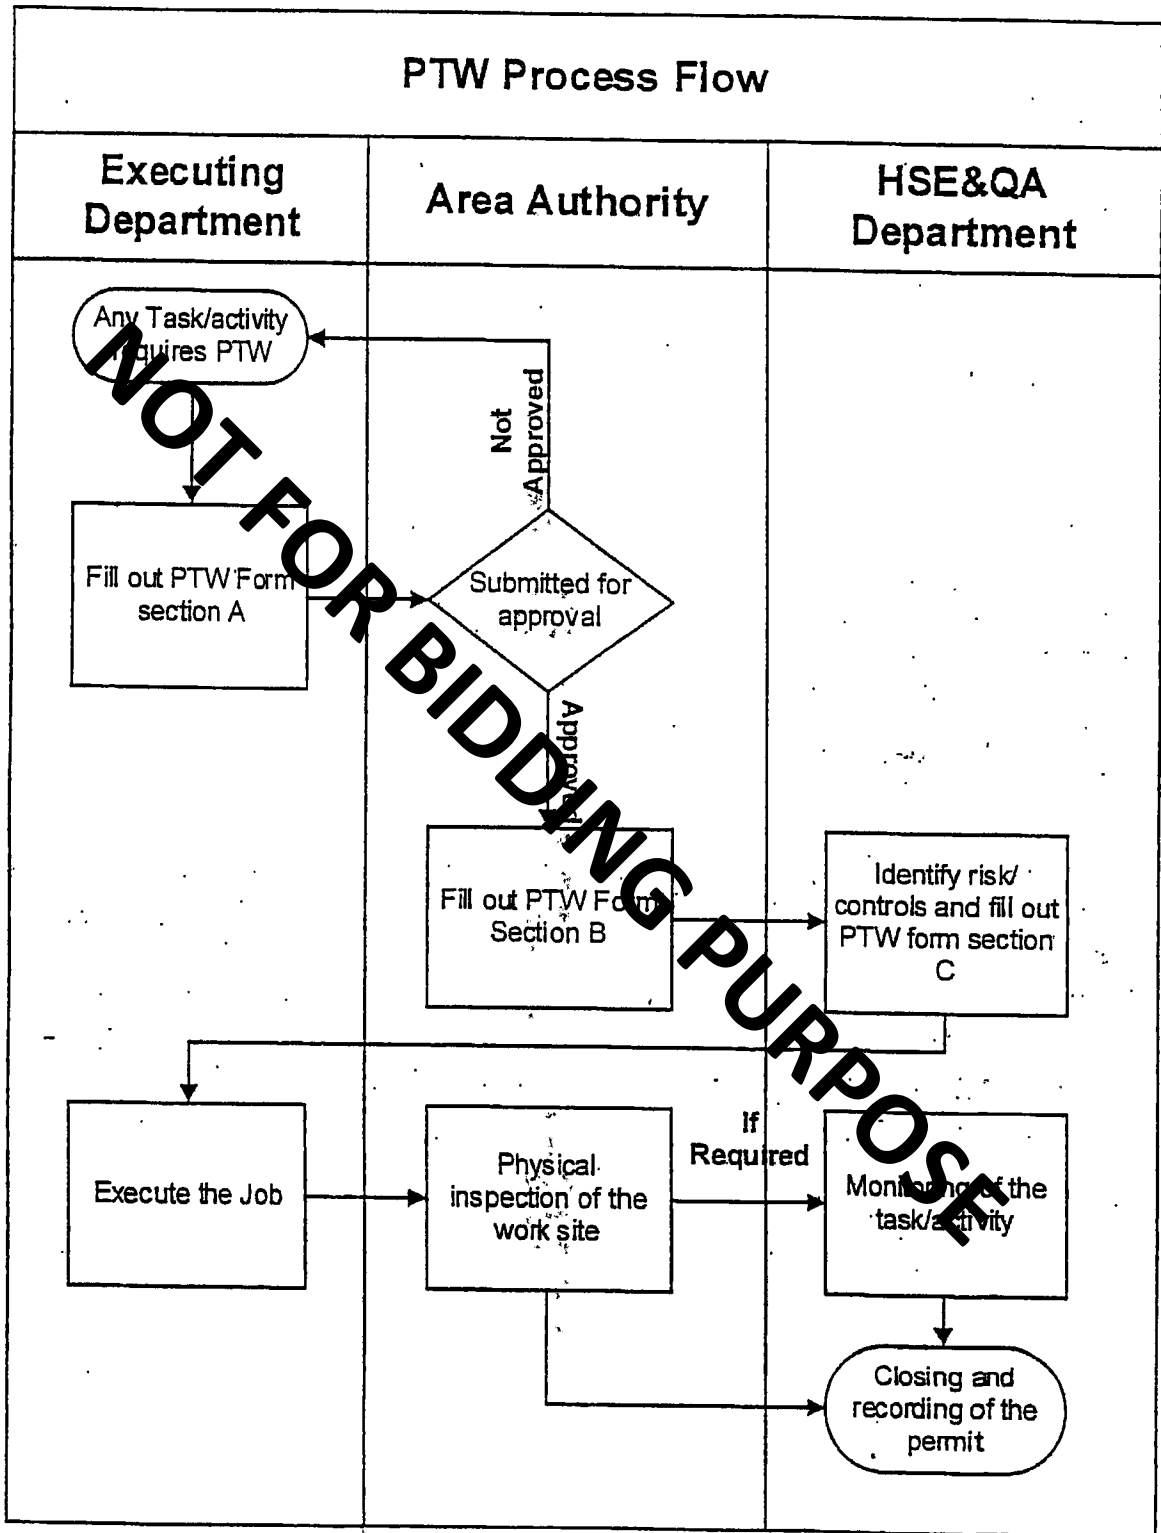 PTW Process Flow
Executing
Department
Area Authority
HSE&QA
Department
Any Task/activity
requires PTW
Not
Approved
Fill out PTW Form
section A
Submitted for
approval
Approved
Fill out PTW Form
Section B
Identify risk/
controls and fill out
PTW form section
C
Execute the Job
Physical
inspection of the
work site
If
Required
Monitoring of the
task/activity
Closing and
recording of the
permit
NOT FOR BIDDING PURPOSE